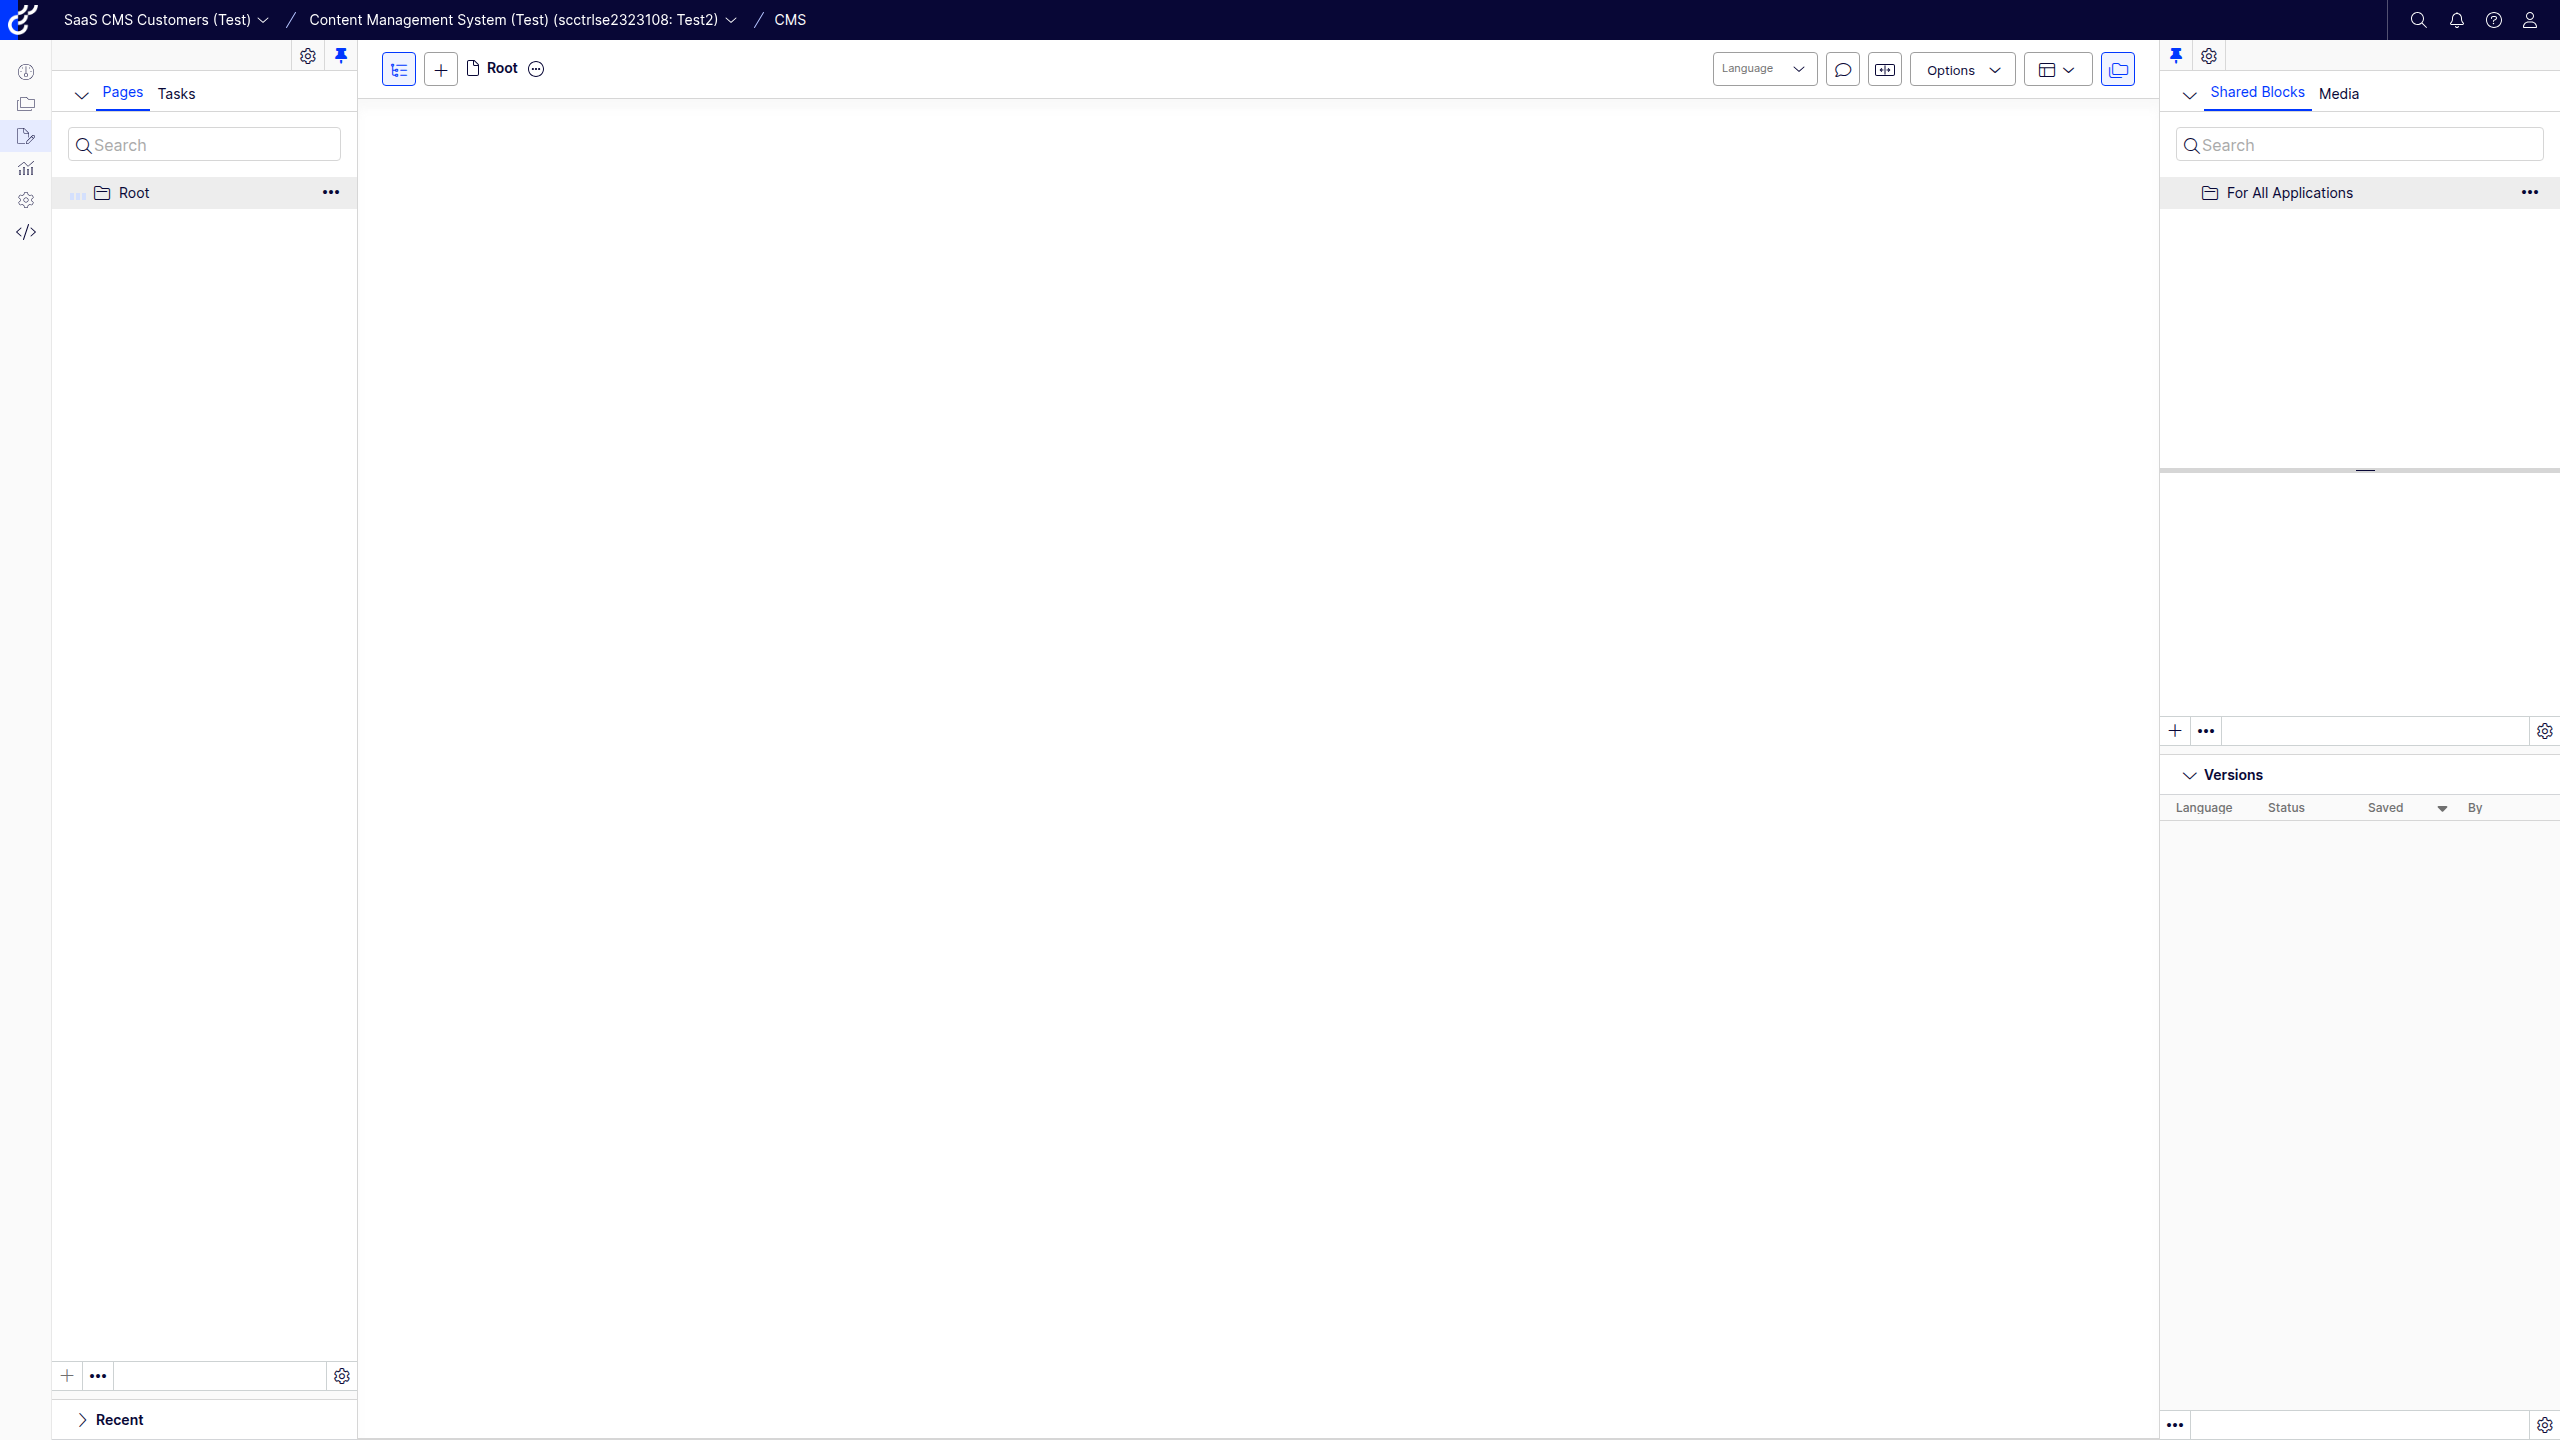 SaaS CMS Customers (Test) / Content Management System (Test) (scctrlse2323108: Test2) / CMS
Pages Tasks
Search
Root
Recent
Root
Language
Options
Shared Blocks Media
Search
For All Applications
Versions
Language Status Saved By